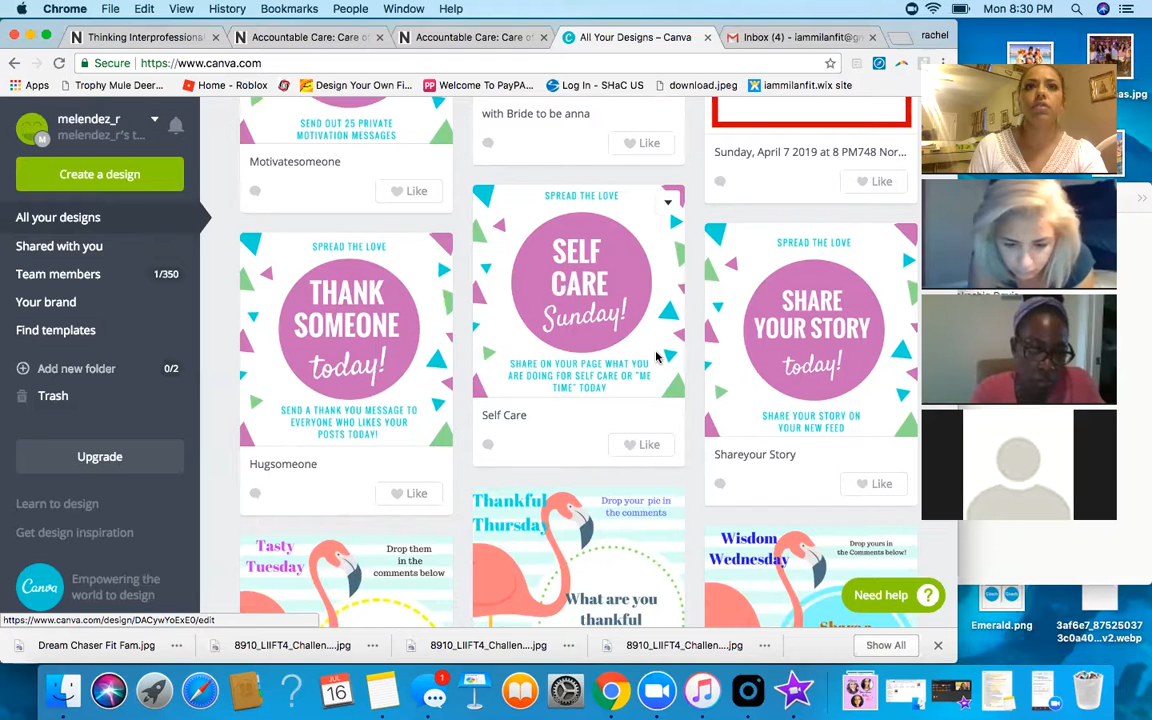 Chrome File Edit View History Bookmarks People Window Help Mon 8:30 PM
Thinking Interprofessional Accountable Care: Care of Accountable Care: Care of All Your Designs – Canva Inbox (4) - iammilanfit@g rachel
Secure https://www.canva.com
Apps Trophy Mule Deer... Home - Roblox Design Your Own Fi... Welcome To PayPA... Log In - SHaC US download.jpeg iammilanfit.wix site
as.jpg
melendez_r
melendez_r's t...
M
Create a design
All your designs
Shared with you
Team members 1/350
Your brand
Find templates
Add new folder 0/2
Trash
Upgrade
Learn to design
Get design inspiration
Canva
Empowering the
world to design
https://www.canva.com/design/DACywYoExE0/edit
SEND OUT 25 PRIVATE
MOTIVATION MESSAGES
Motivatesomeone
Like
SPREAD THE LOVE
THANK
SOMEONE
today!
SEND A THANK YOU MESSAGE TO
EVERYONE WHO LIKES YOUR
POSTS TODAY!
Hugsomeone
Like
Tasty
Tuesday
Drop them
in the
comments below
with Bride to be anna
Like
SPREAD THE LOVE
SELF
CARE
Sunday!
SHARE ON YOUR PAGE WHAT YOU
ARE DOING FOR SELF CARE OR "ME
TIME" TODAY
Self Care
Like
Thankful
Thursday
Drop your pic in
the comments
What are you
thankful
Sunday, April 7 2019 at 8 PM748 Nor...
Like
SPREAD THE LOVE
SHARE
YOUR STORY
today!
SHARE YOUR STORY ON
YOUR NEW FEED
Shareyour Story
Like
Wisdom
Wednesday
Drop yours in
the Comments below!
Need help ?
Emerald.png
3af6e7_87525037
3c0a40....v2.webp
Dream Chaser Fit Fam.jpg 8910_LIIFT4_Challen....jpg 8910_LIIFT4_Challen....jpg 8910_LIIFT4_Challen....jpg Show All
JUL
16
1